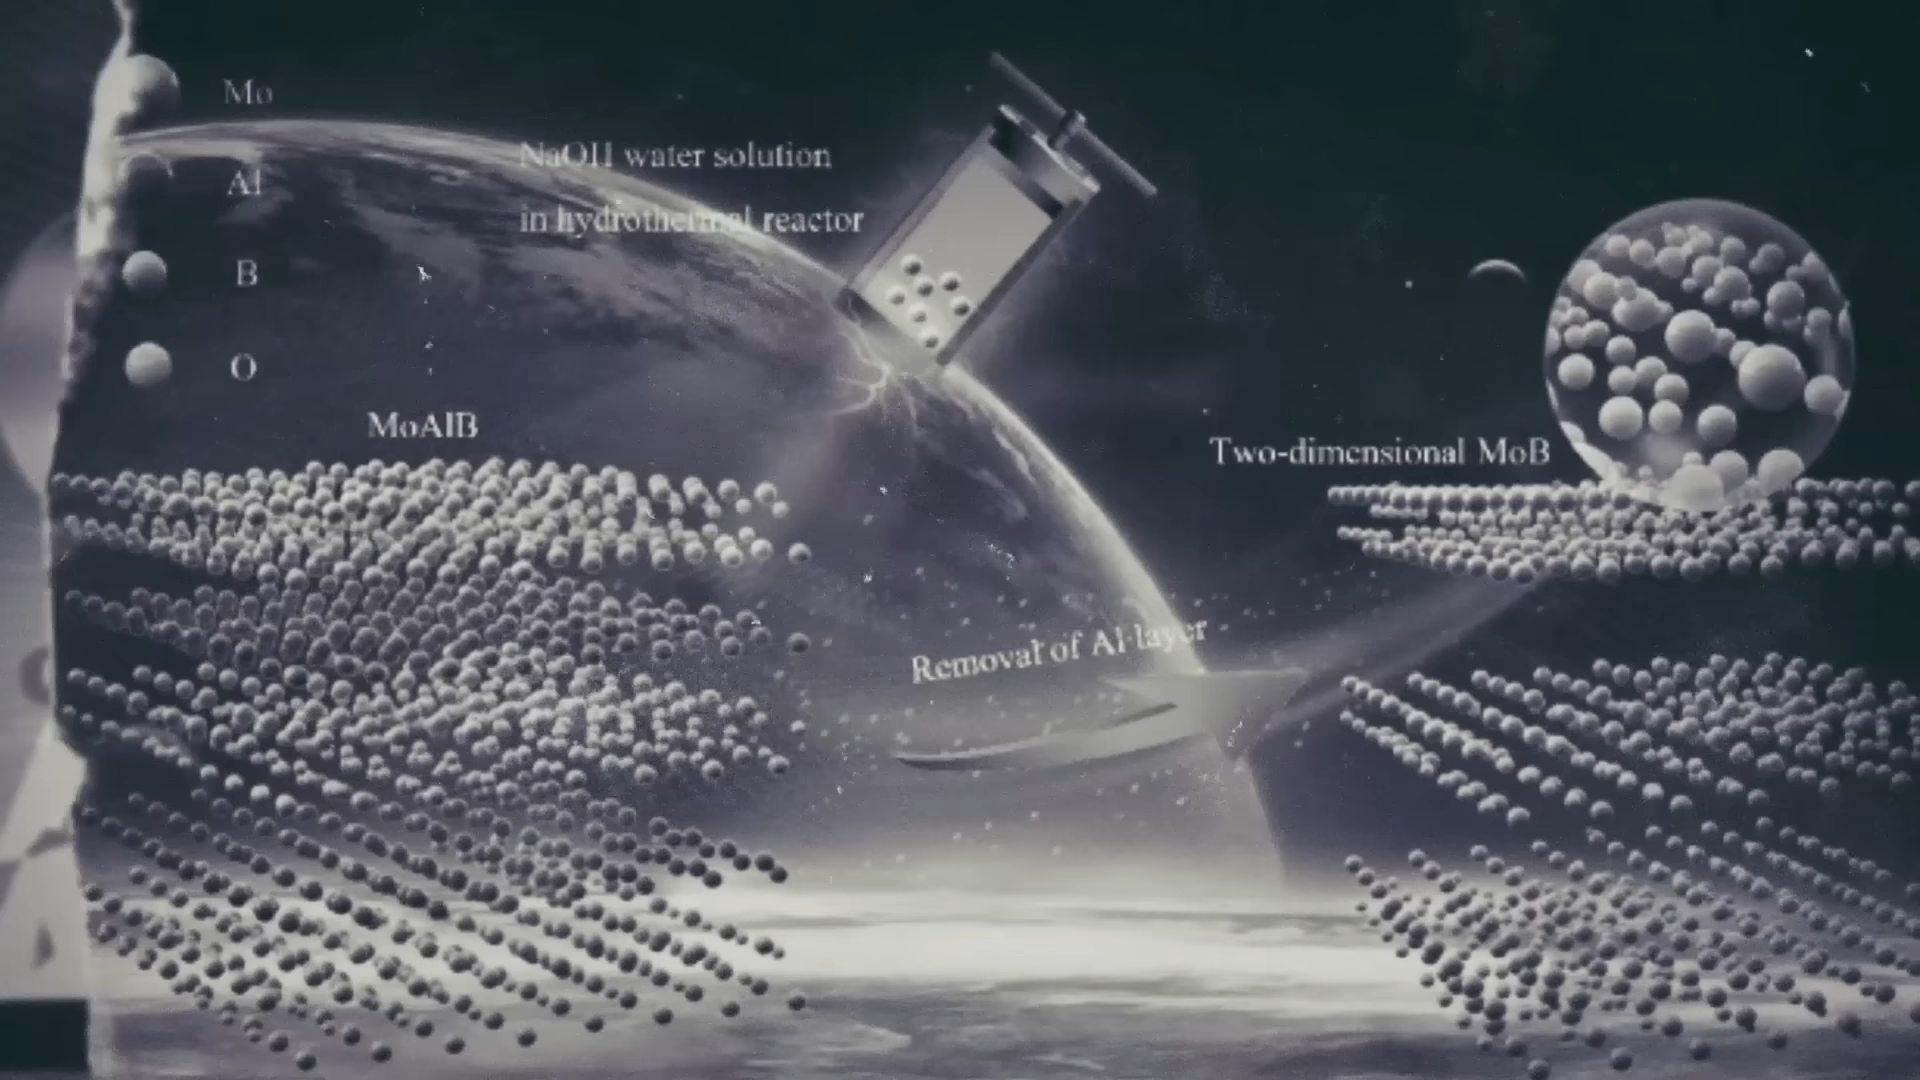 Mo
Al
B
O
NaOH water solution
in hydrothermal reactor
MoAlB
Two-dimensional MoB
Removal of Al layer